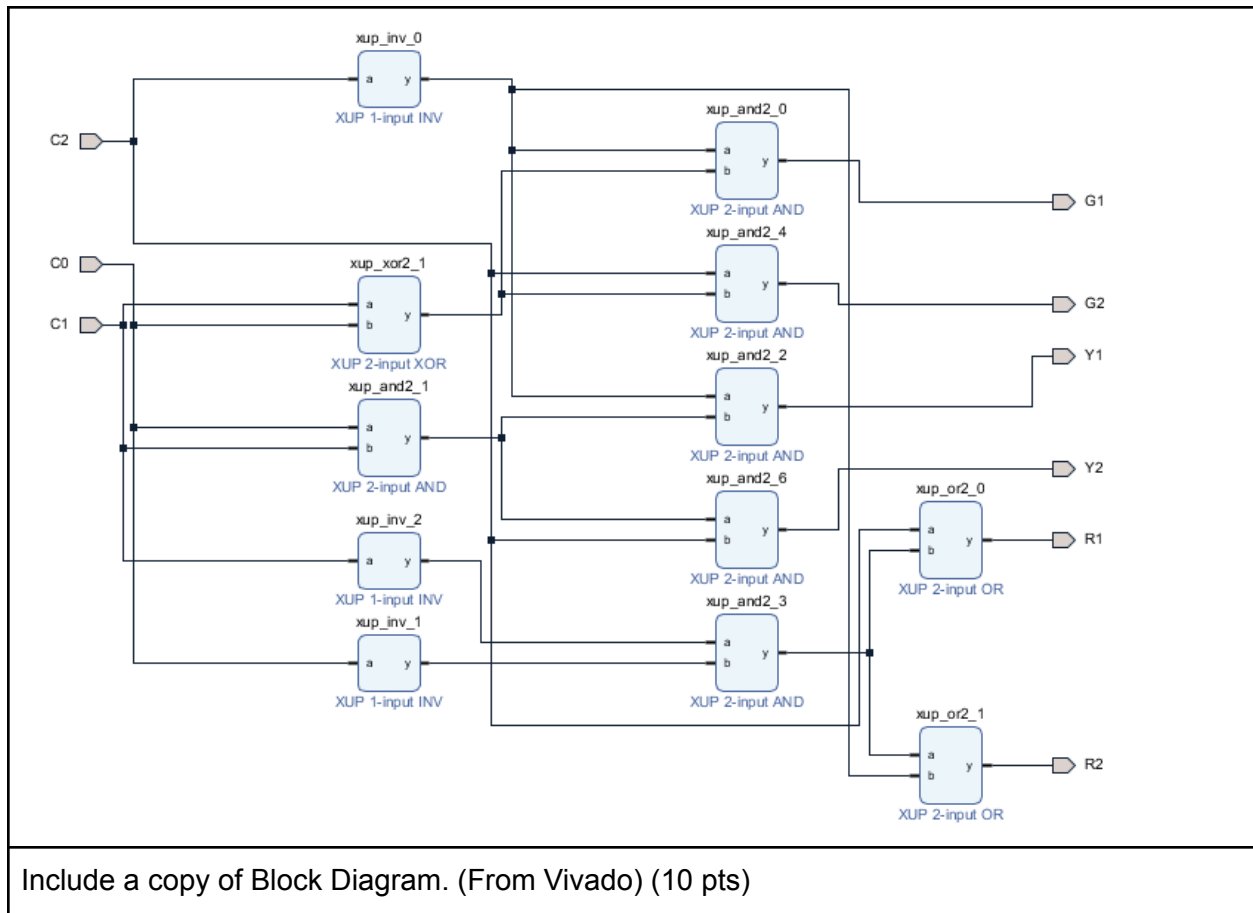 xup_inv_0
a y
XUP 1-input INV
C2
xup_and2_0
a
y
b
XUP 2-input AND
G1
C0
xup_xor2_1
a
y
b
XUP 2-input XOR
C1
xup_and2_4
a
y
b
XUP 2-input AND
G2
Y1
xup_and2_1
a
y
b
XUP 2-input AND
xup_and2_2
a
y
b
XUP 2-input AND
Y2
xup_and2_6
a
y
b
XUP 2-input AND
xup_or2_0
a
y
b
XUP 2-input OR
R1
xup_inv_2
a y
XUP 1-input INV
xup_inv_1
a y
XUP 1-input INV
xup_and2_3
a
y
b
XUP 2-input AND
xup_or2_1
a
y
b
XUP 2-input OR
R2
Include a copy of Block Diagram. (From Vivado) (10 pts)